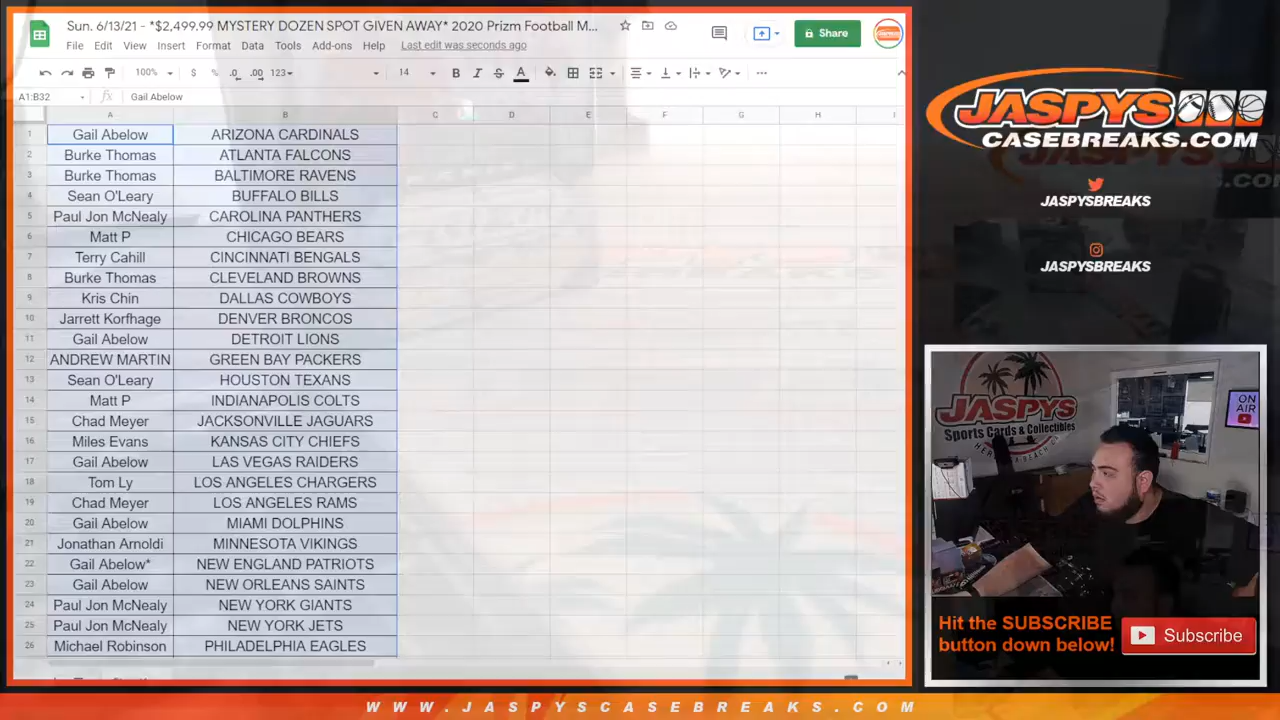 Sun. 6/13/21 - *$2,499.99 MYSTERY DOZEN SPOT GIVEN AWAY* 2020 Prizm Football M...
File Edit View Insert Format Data Tools Add-ons Help Last edit was seconds ago
Share
100% $ % .0 .00 123 14 B I S A
A1:B32 fx Gail Abelow
A B C D E F G H I
1 Gail Abelow ARIZONA CARDINALS
2 Burke Thomas ATLANTA FALCONS
3 Burke Thomas BALTIMORE RAVENS
4 Sean O'Leary BUFFALO BILLS
5 Paul Jon McNealy CAROLINA PANTHERS
6 Matt P CHICAGO BEARS
7 Terry Cahill CINCINNATI BENGALS
8 Burke Thomas CLEVELAND BROWNS
9 Kris Chin DALLAS COWBOYS
10 Jarrett Korfhage DENVER BRONCOS
11 Gail Abelow DETROIT LIONS
12 ANDREW MARTIN GREEN BAY PACKERS
13 Sean O'Leary HOUSTON TEXANS
14 Matt P INDIANAPOLIS COLTS
15 Chad Meyer JACKSONVILLE JAGUARS
16 Miles Evans KANSAS CITY CHIEFS
17 Gail Abelow LAS VEGAS RAIDERS
18 Tom Ly LOS ANGELES CHARGERS
19 Chad Meyer LOS ANGELES RAMS
20 Gail Abelow MIAMI DOLPHINS
21 Jonathan Arnoldi MINNESOTA VIKINGS
22 Gail Abelow* NEW ENGLAND PATRIOTS
23 Gail Abelow NEW ORLEANS SAINTS
24 Paul Jon McNealy NEW YORK GIANTS
25 Paul Jon McNealy NEW YORK JETS
26 Michael Robinson PHILADELPHIA EAGLES
JASPYS
CASEBREAKS.COM
JASPYSBREAKS
JASPYSBREAKS
JASPYS
Sports Cards & Collectibles
ON
AIR
Hit the SUBSCRIBE
button down below!
Subscribe
WWW.JASPYSCASEBREAKS.COM